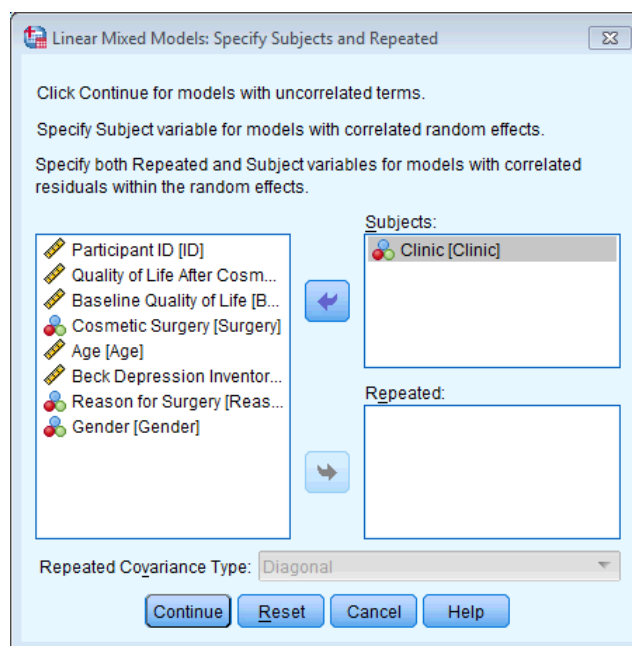 Linear Mixed Models: Specify Subjects and Repeated
Click Continue for models with uncorrelated terms.
Specify Subject variable for models with correlated random effects.
Specify both Repeated and Subject variables for models with correlated
residuals within the random effects.
Participant ID [ID]
Quality of Life After Cosm...
Baseline Quality of Life [B...
Cosmetic Surgery [Surgery]
Age [Age]
Beck Depression Inventor...
Reason for Surgery [Reas...
Gender [Gender]
Subjects:
Clinic [Clinic]
Repeated:
Repeated Covariance Type: Diagonal
Continue Reset Cancel Help